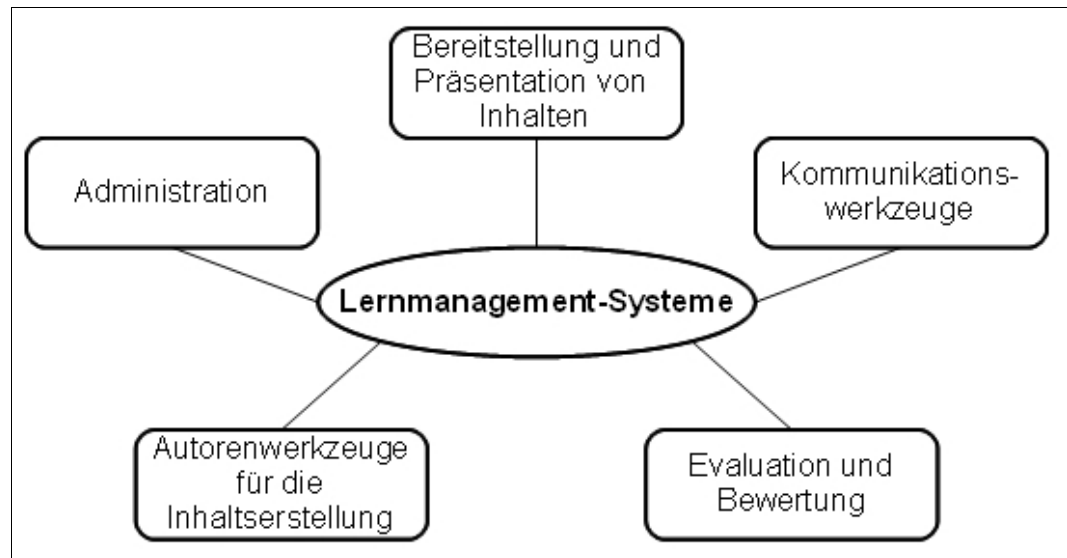 Bereitstellung und
Präsentation von
Inhalten
Administration
Kommunikations-
werkzeuge
Lernmanagement-Systeme
Autorenwerkzeuge
für die
Inhaltserstellung
Evaluation und
Bewertung